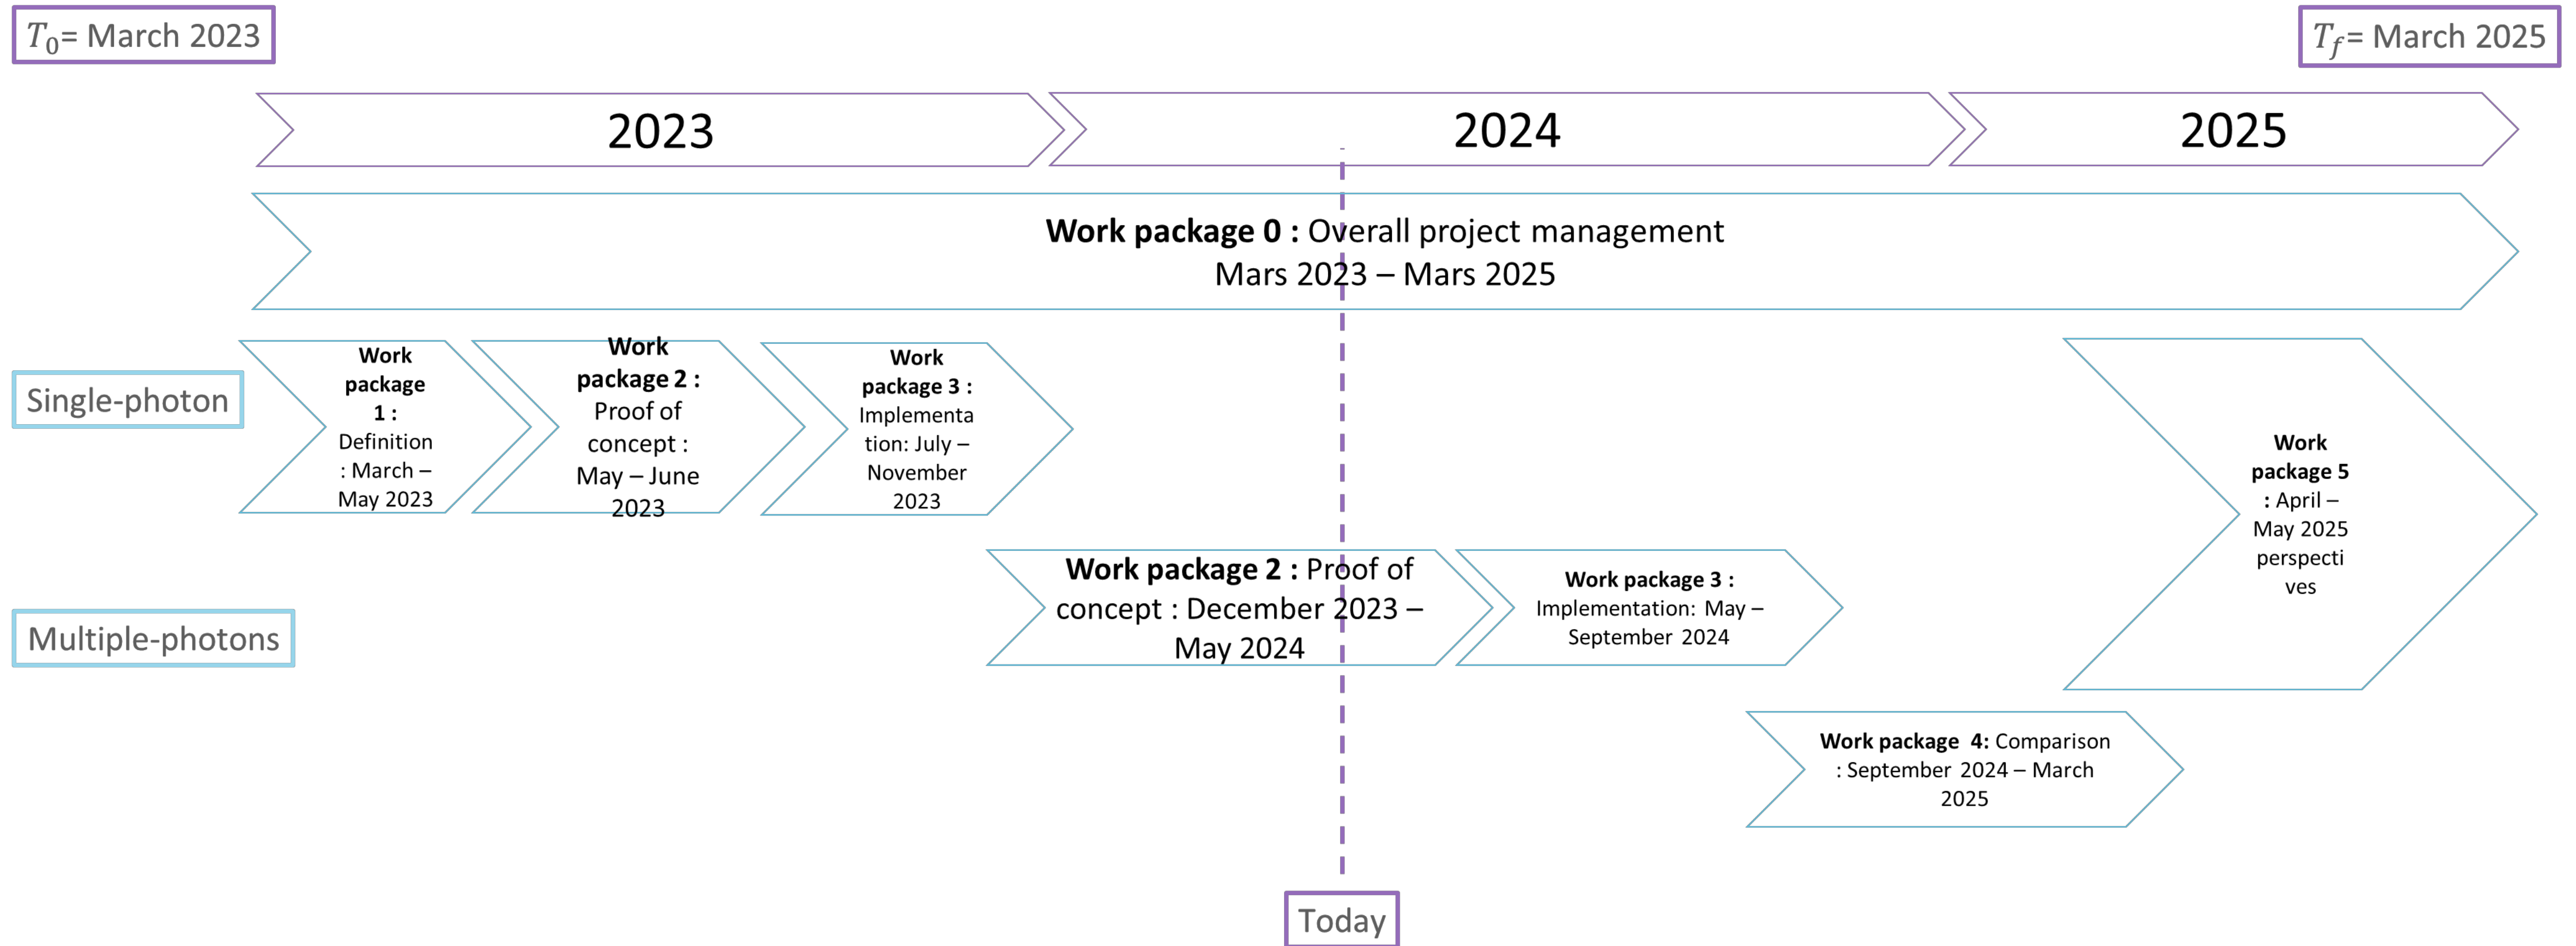 T₀= March 2023
T_f= March 2025
2023
2024
2025
Work package 0 : Overall project management
Mars 2023 – Mars 2025
Single-photon
Work
package
1 :
Definition
: March –
May 2023
Work
package 2 :
Proof of
concept :
May – June
2023
Work
package 3 :
Implementa
tion: July –
November
2023
Work
package 5
: April –
May 2025
perspecti
ves
Multiple-photons
Work package 2 : Proof of
concept : December 2023 –
May 2024
Work package 3 :
Implementation: May –
September 2024
Work package 4: Comparison
: September 2024 – March
2025
Today